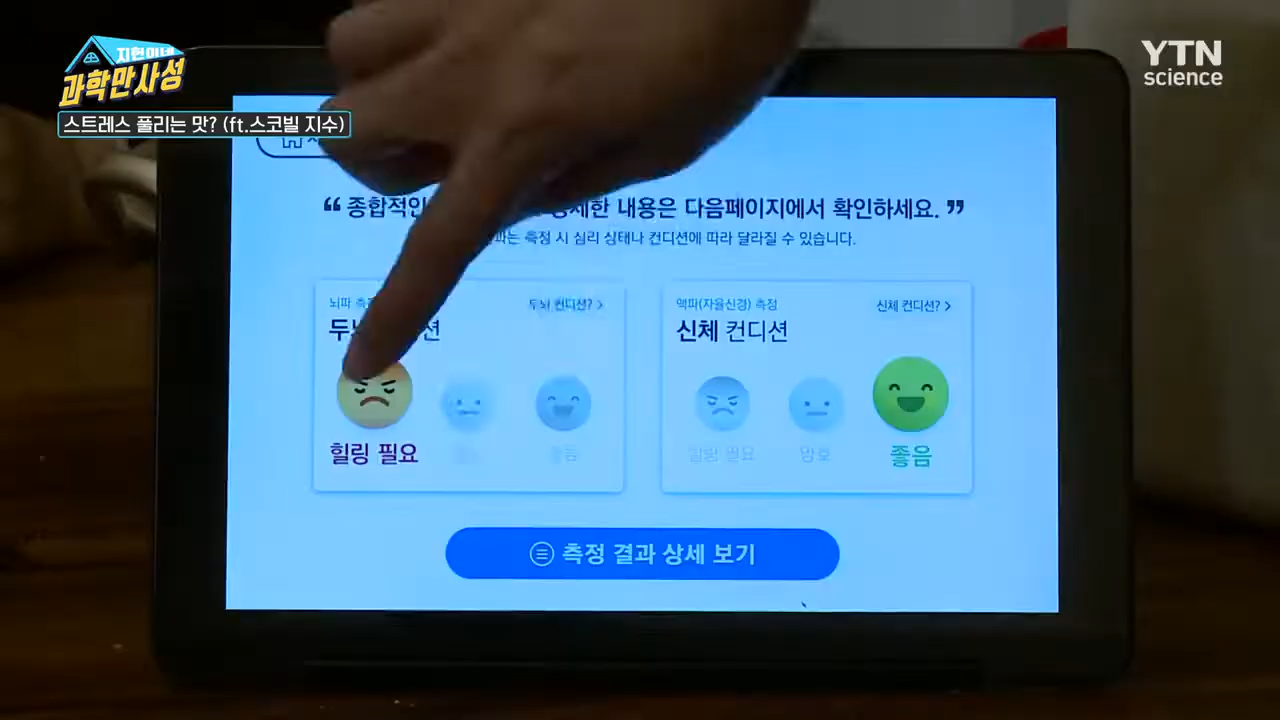 지헌이네
과학만사성
YTN
science
스트레스 풀리는 맛? (ft.스코빌 지수)
“ 종합적인 상세한 내용은 다음페이지에서 확인하세요. ”
측정 시 심리 상태나 컨디션에 따라 달라질 수 있습니다.
뇌파 두뇌 컨디션? >
맥파(자율신경) 측정 신체 컨디션? >
신체 컨디션
힐링 필요
힐링 필요 양호 좋음
측정 결과 상세 보기